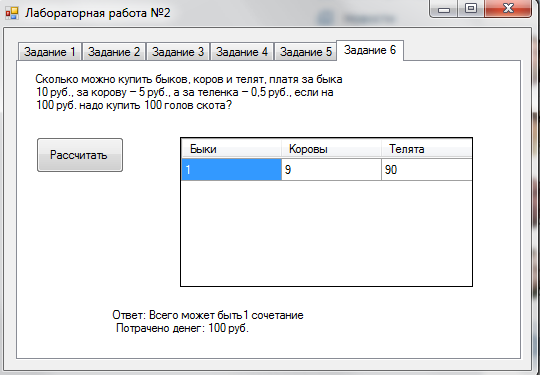 Лабораторная работа №2
Задание 1 Задание 2 Задание 3 Задание 4 Задание 5 Задание 6
Сколько можно купить быков, коров и телят, платя за быка
10 руб., за корову – 5 руб., а за теленка – 0,5 руб., если на
100 руб. надо купить 100 голов скота?
Рассчитать
Быки Коровы Телята
1 9 90
Ответ: Всего может быть1 сочетание
Потрачено денег: 100 руб.